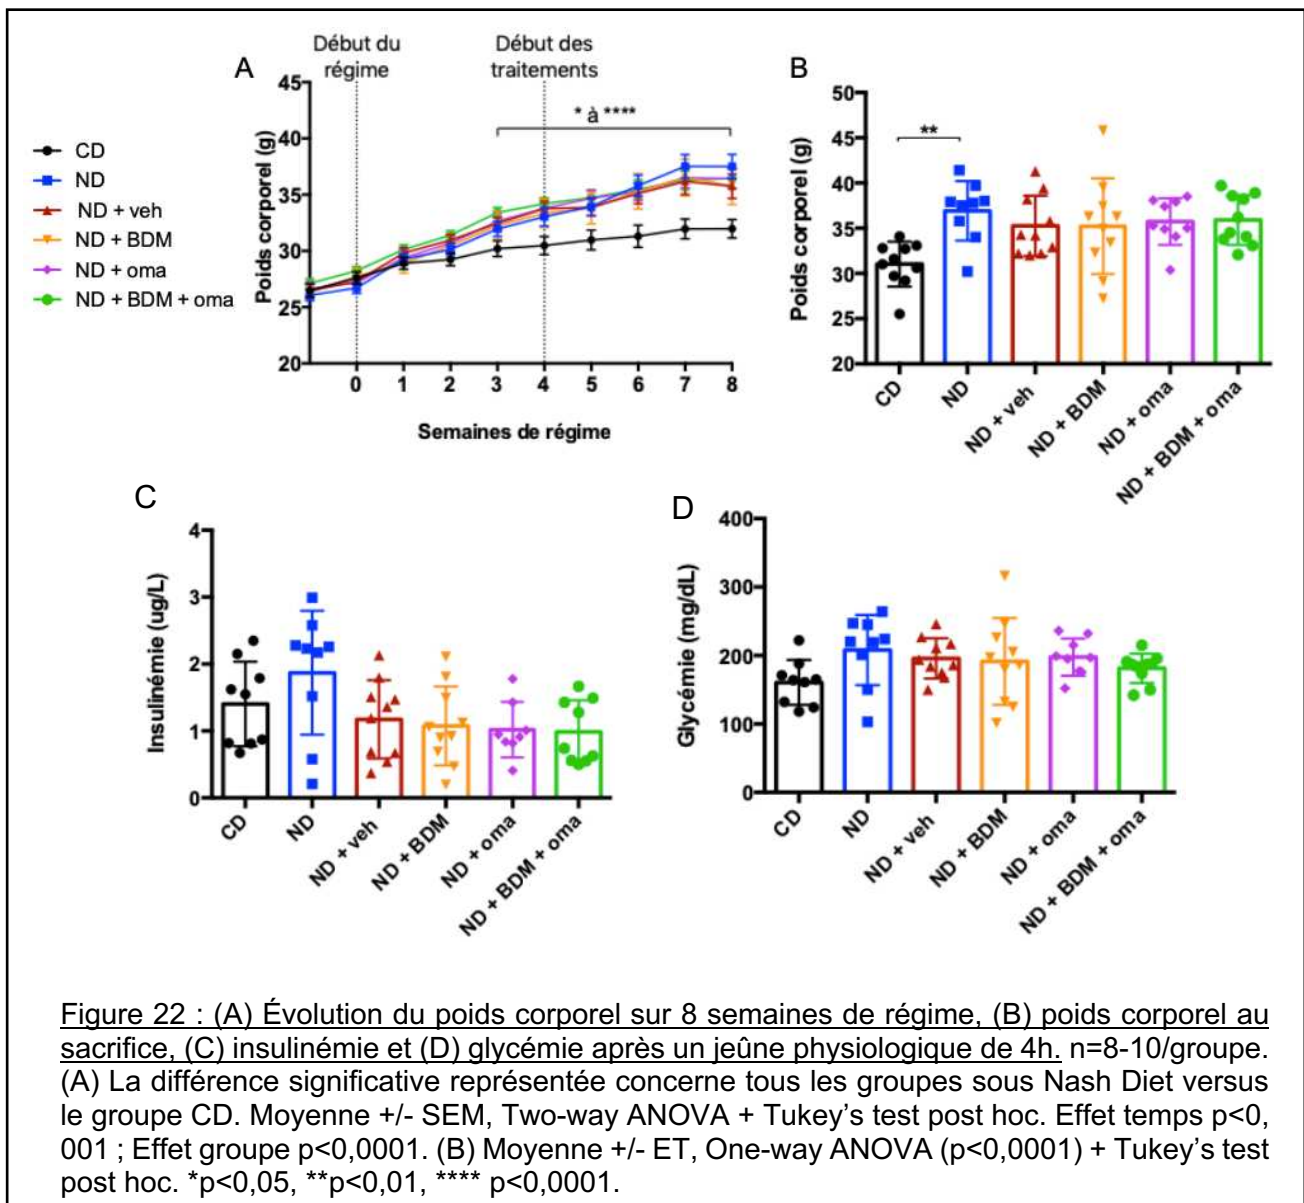 Début du
régime
Début des
traitements
A
45
40
35
30
25
20
Poids corporel (g)
* à ****
0 1 2 3 4 5 6 7 8
Semaines de régime
CD
ND
ND + veh
ND + BDM
ND + oma
ND + BDM + oma
B
50
45
40
35
30
25
20
Poids corporel (g)
**
CD
ND
ND + veh
ND + BDM
ND + oma
ND + BDM + oma
C
4
3
2
1
0
Insulinémie (ug/L)
CD
ND
ND + veh
ND + BDM
ND + oma
ND + BDM + oma
D
400
300
200
100
0
Glycémie (mg/dL)
CD
ND
ND + veh
ND + BDM
ND + oma
ND + BDM + oma
Figure 22 : (A) Évolution du poids corporel sur 8 semaines de régime, (B) poids corporel au
sacrifice, (C) insulinémie et (D) glycémie après un jeûne physiologique de 4h. n=8-10/groupe.
(A) La différence significative représentée concerne tous les groupes sous Nash Diet versus
le groupe CD. Moyenne +/- SEM, Two-way ANOVA + Tukey’s test post hoc. Effet temps p<0,
001 ; Effet groupe p<0,0001. (B) Moyenne +/- ET, One-way ANOVA (p<0,0001) + Tukey’s test
post hoc. *p<0,05, **p<0,01, **** p<0,0001.